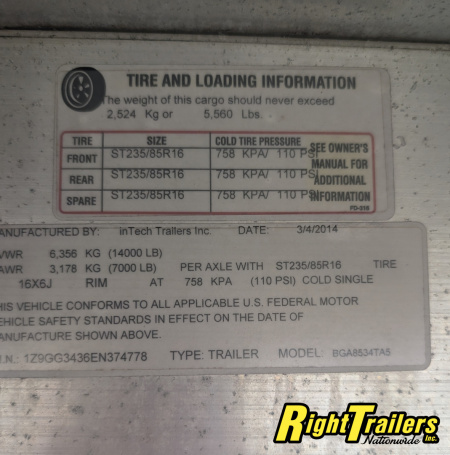 TIRE AND LOADING INFORMATION
The weight of this cargo should never exceed
2,524 Kg or 5,560 Lbs.
TIRE SIZE COLD TIRE PRESSURE SEE OWNER'S MANUAL FOR ADDITIONAL INFORMATION
FRONT ST235/85R16 758 KPA/ 110 PSI
REAR ST235/85R16 758 KPA/ 110 PSI
SPARE ST235/85R16 758 KPA/ 110 PSI
PD-918
ANUFACTURED BY: inTech Trailers Inc. DATE: 3/4/2014
VWR 6,356 KG (14000 LB)
AWR 3,178 KG (7000 LB) PER AXLE WITH ST235/85R16 TIRE
16X6J RIM AT 758 KPA (110 PSI) COLD SINGLE
HIS VEHICLE CONFORMS TO ALL APPLICABLE U.S. FEDERAL MOTOR
EHICLE SAFETY STANDARDS IN EFFECT ON THE DATE OF
ANUFACTURE SHOWN ABOVE.
I.N.: 1Z9GG3436EN374778 TYPE: TRAILER MODEL: BGA8534TA5
RIGHTTRAILERS
Nationwide Inc.